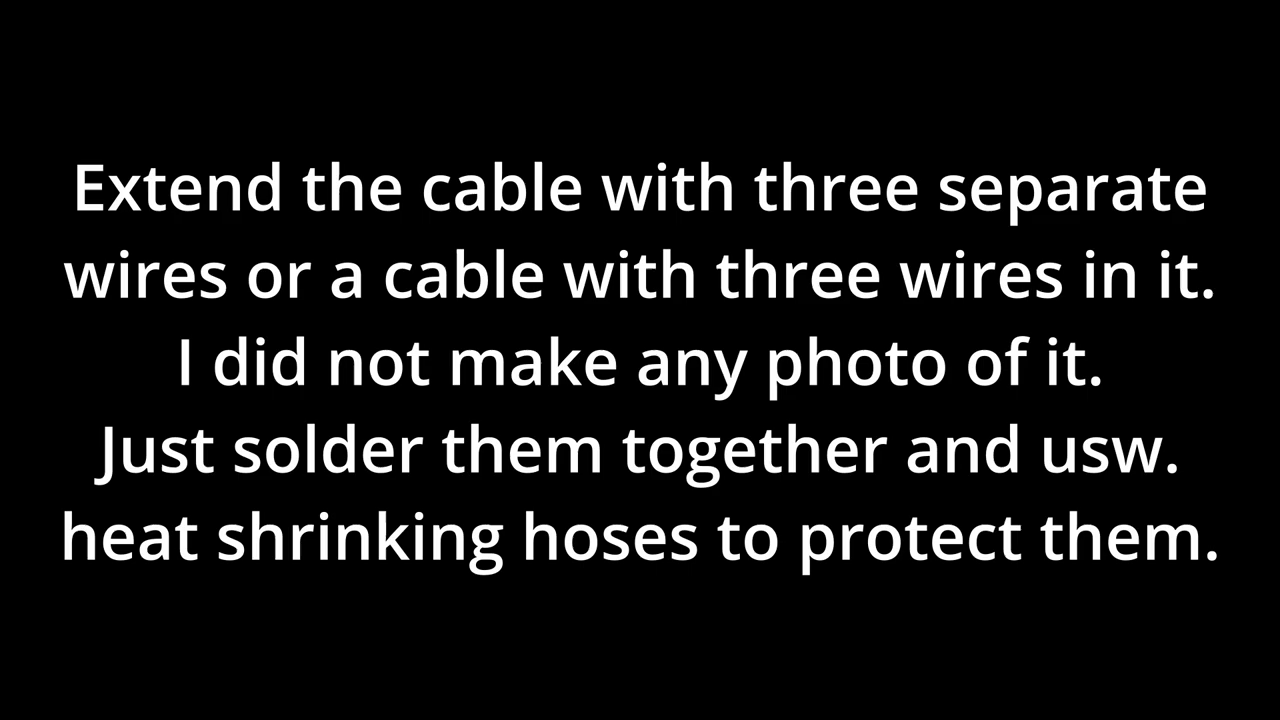 Extend the cable with three separate
wires or a cable with three wires in it.
I did not make any photo of it.
Just solder them together and usw.
heat shrinking hoses to protect them.